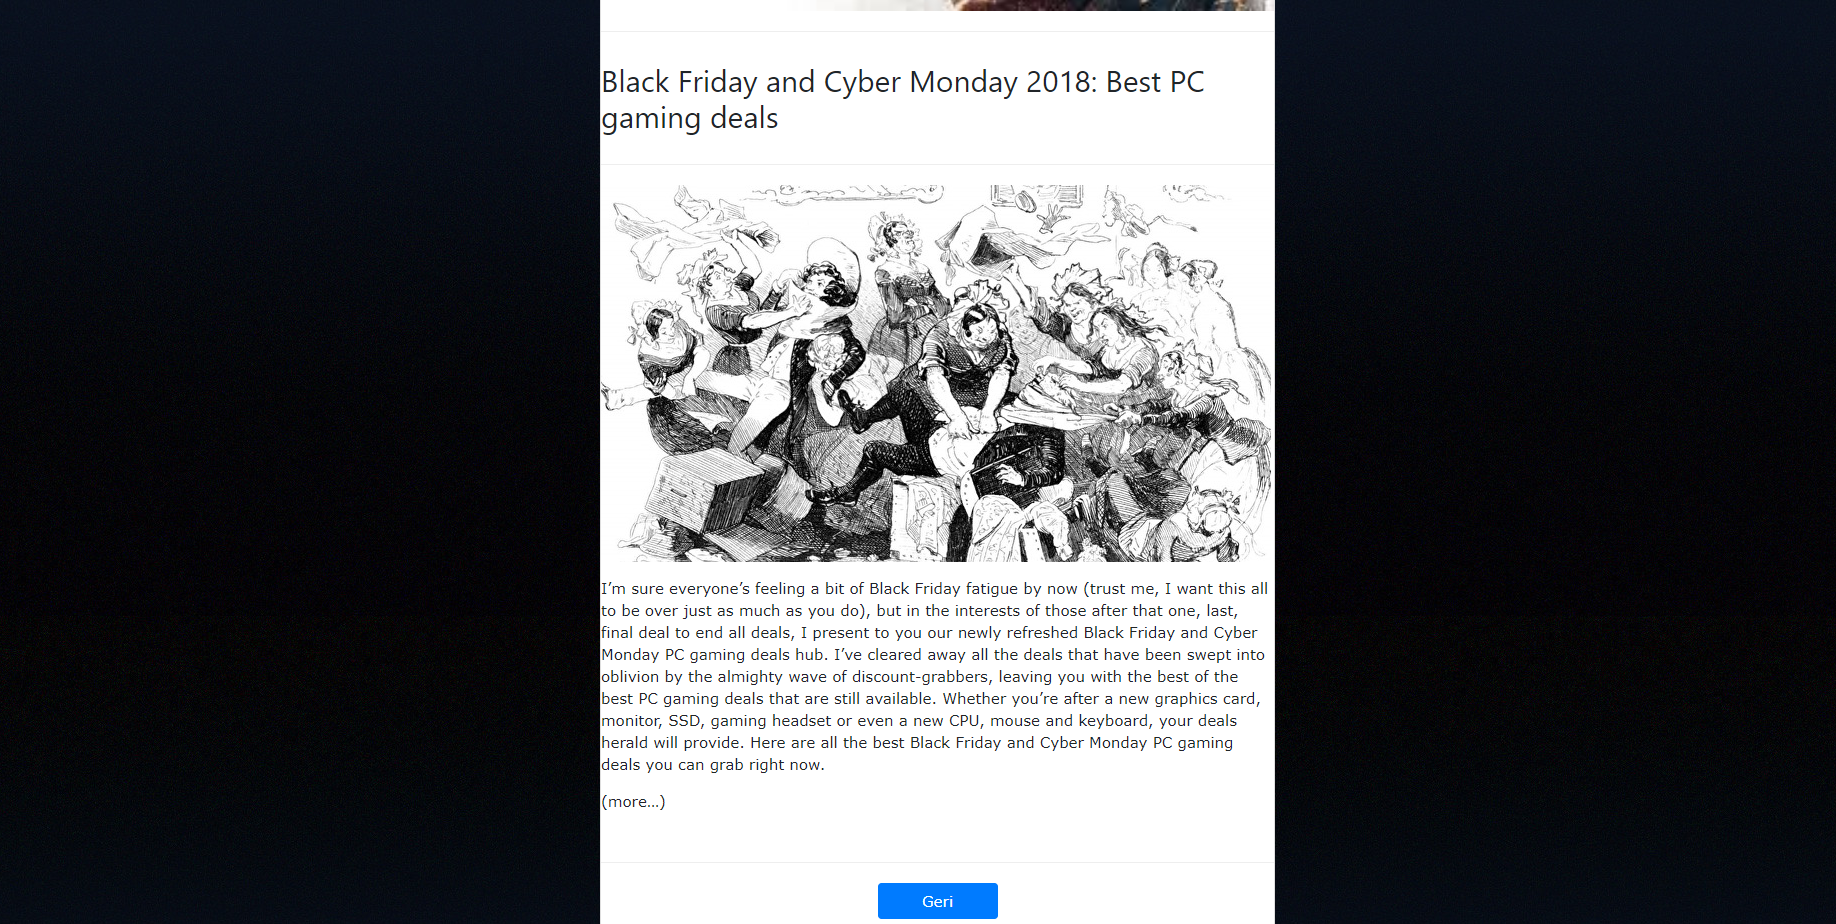 Black Friday and Cyber Monday 2018: Best PC
gaming deals
I’m sure everyone’s feeling a bit of Black Friday fatigue by now (trust me, I want this all
to be over just as much as you do), but in the interests of those after that one, last,
final deal to end all deals, I present to you our newly refreshed Black Friday and Cyber
Monday PC gaming deals hub. I’ve cleared away all the deals that have been swept into
oblivion by the almighty wave of discount-grabbers, leaving you with the best of the
best PC gaming deals that are still available. Whether you’re after a new graphics card,
monitor, SSD, gaming headset or even a new CPU, mouse and keyboard, your deals
herald will provide. Here are all the best Black Friday and Cyber Monday PC gaming
deals you can grab right now.
(more…)
Geri